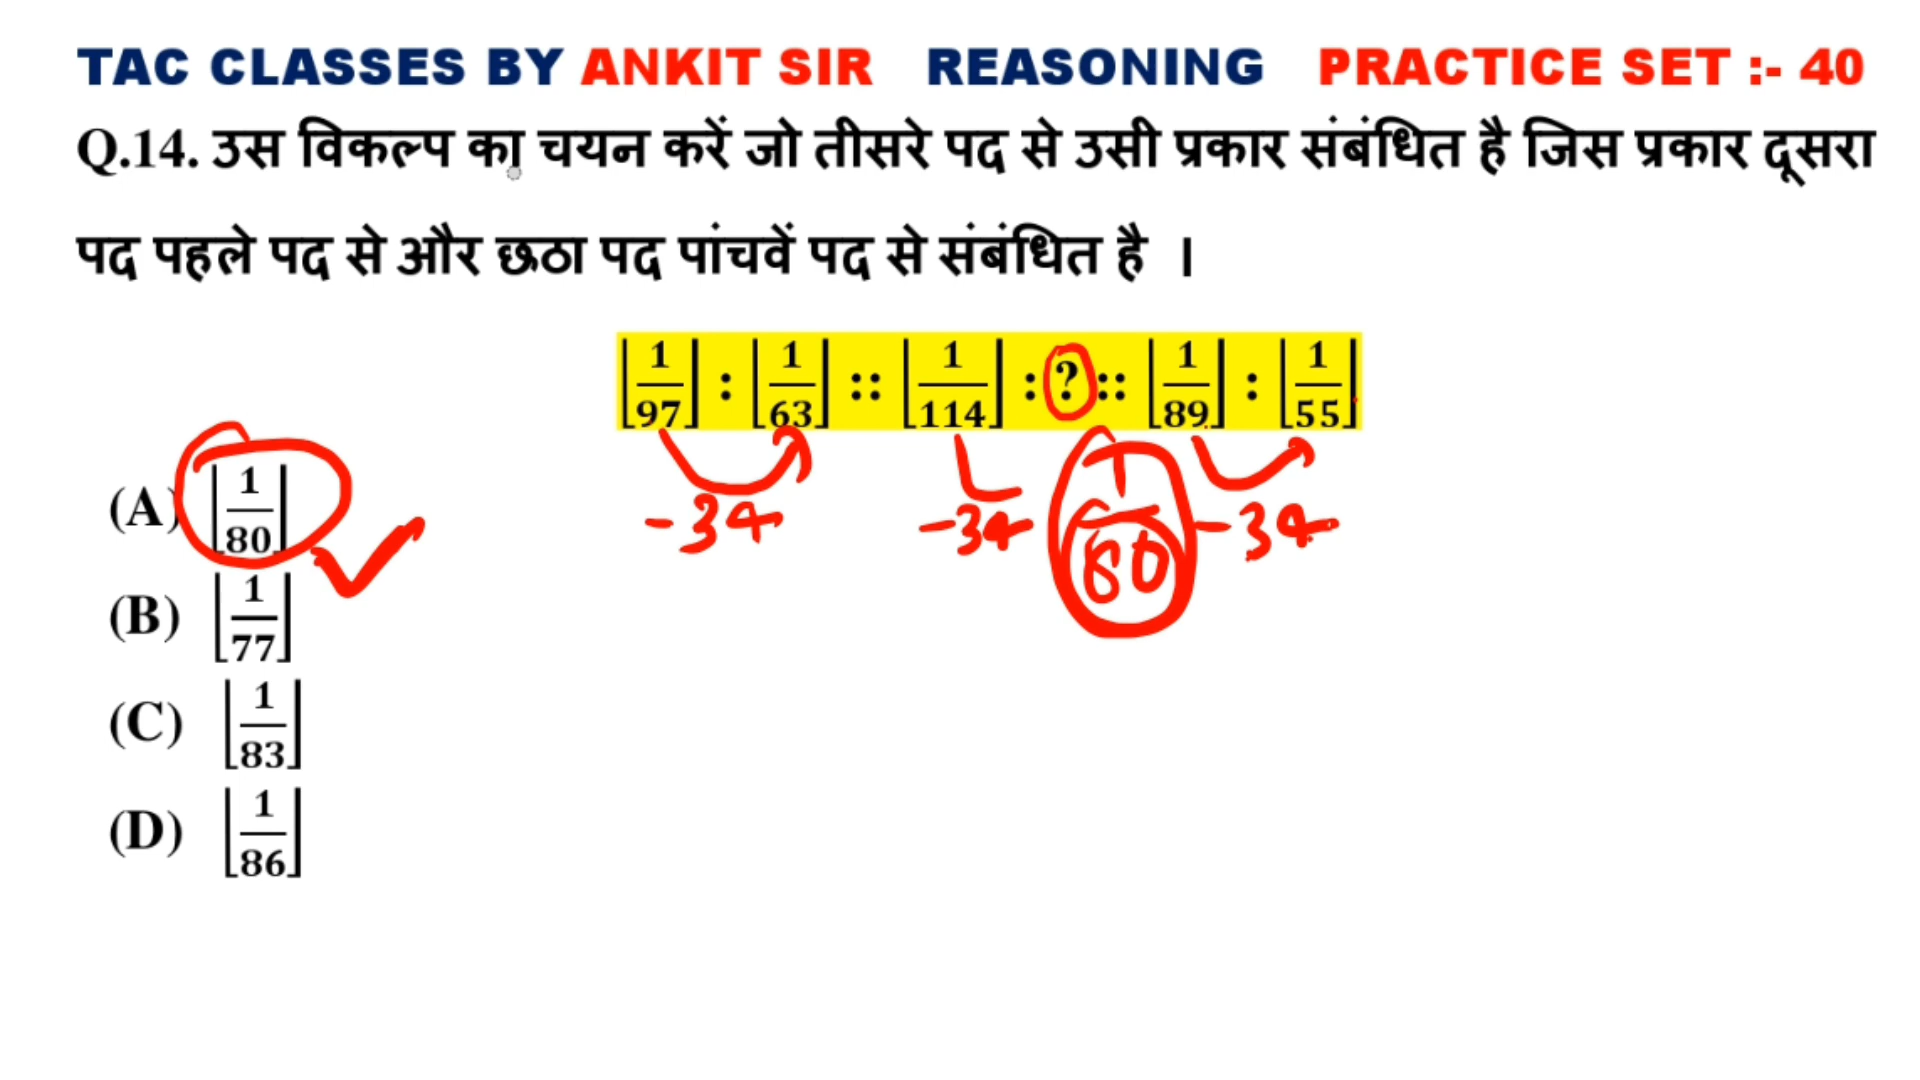 TAC CLASSES BY ANKIT SIR REASONING PRACTICE SET :- 40
Q.14. उस विकल्प का चयन करें जो तीसरे पद से उसी प्रकार संबंधित है जिस प्रकार दूसरा
पद पहले पद से और छठा पद पांचवें पद से संबंधित है ।
⌊1/97⌋ : ⌊1/63⌋ :: ⌊1/114⌋ : ? :: ⌊1/89⌋ : ⌊1/55⌋
-34 -34 1/80 -34
(A) ⌊1/80⌋
(B) ⌊1/77⌋
(C) ⌊1/83⌋
(D) ⌊1/86⌋